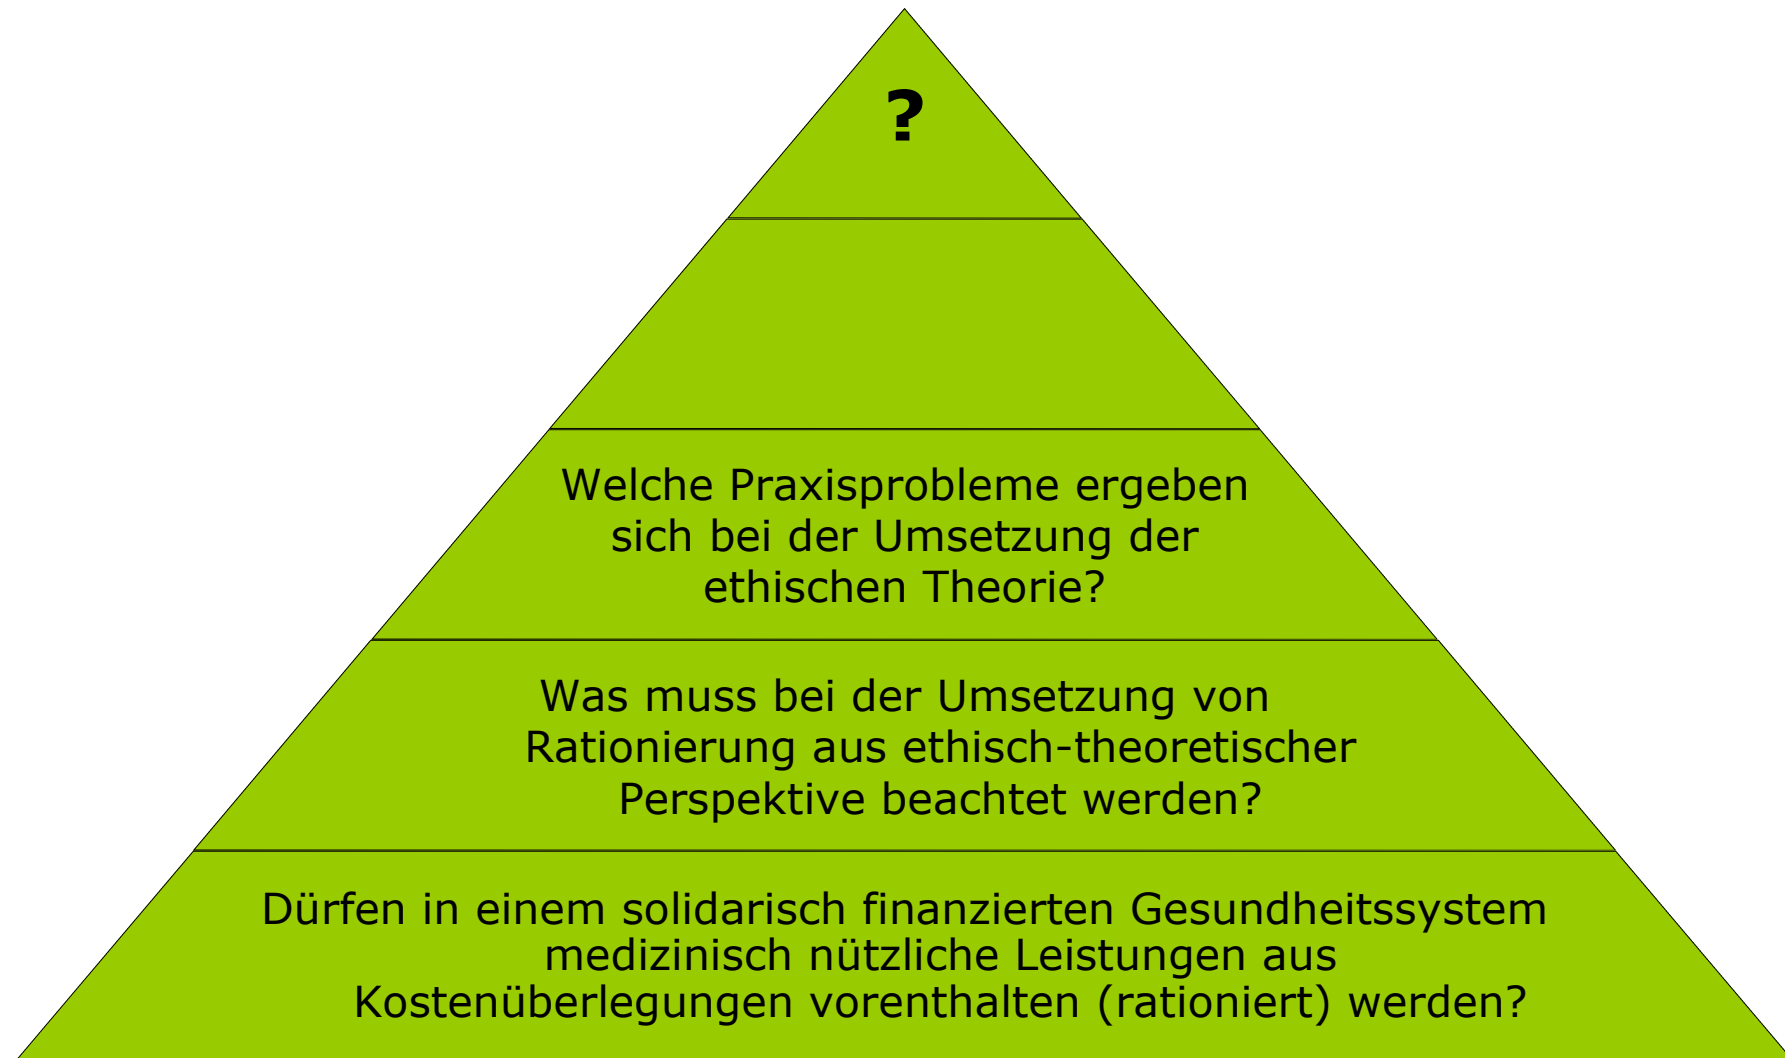 ?
Welche Praxisprobleme ergeben
sich bei der Umsetzung der
ethischen Theorie?
Was muss bei der Umsetzung von
Rationierung aus ethisch-theoretischer
Perspektive beachtet werden?
Dürfen in einem solidarisch finanzierten Gesundheitssystem
medizinisch nützliche Leistungen aus
Kostenüberlegungen vorenthalten (rationiert) werden?